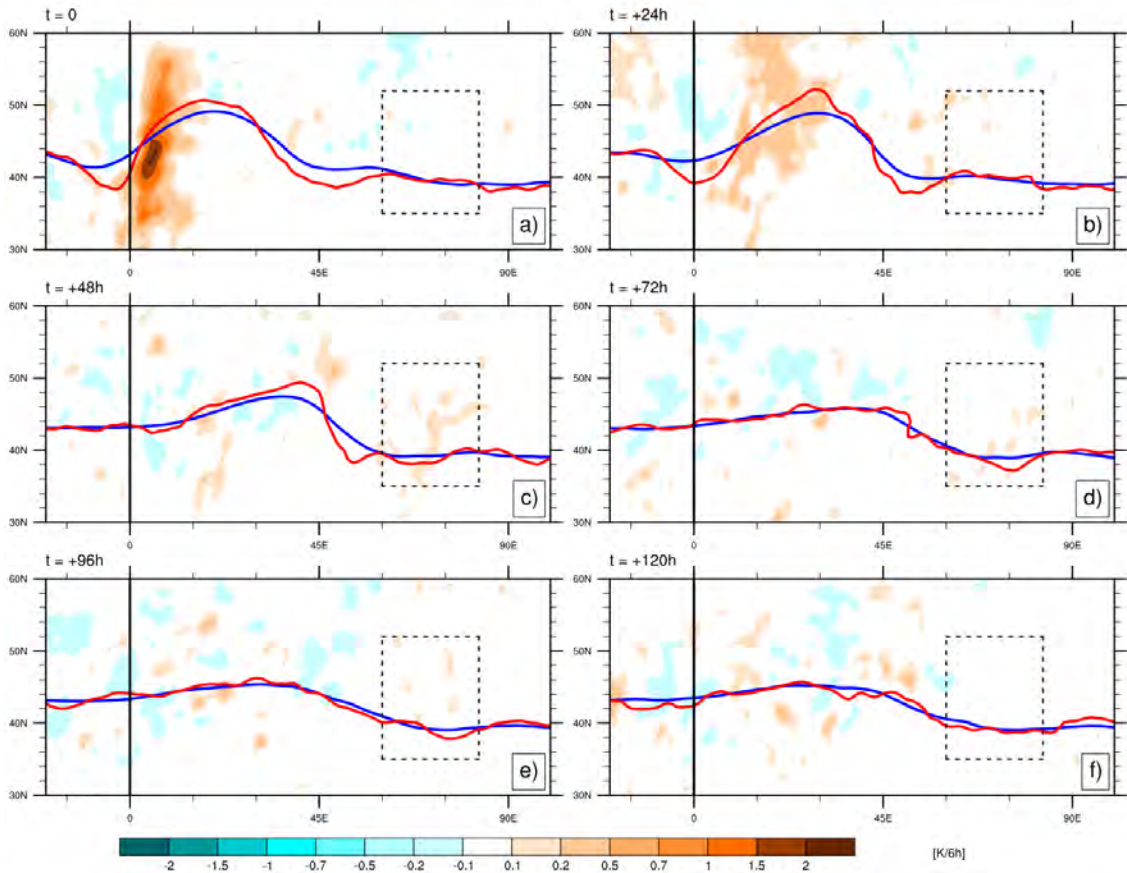 t = 0
60N
50N
40N
30N
0
45E
90E
a)
t = +24h
60N
50N
40N
30N
0
45E
90E
b)
t = +48h
60N
50N
40N
30N
0
45E
90E
c)
t = +72h
60N
50N
40N
30N
0
45E
90E
d)
t = +96h
60N
50N
40N
30N
0
45E
90E
e)
t = +120h
60N
50N
40N
30N
0
45E
90E
f)
-2 -1.5 -1 -0.7 -0.5 -0.2 -0.1 0.1 0.2 0.5 0.7 1 1.5 2
[K/6h]